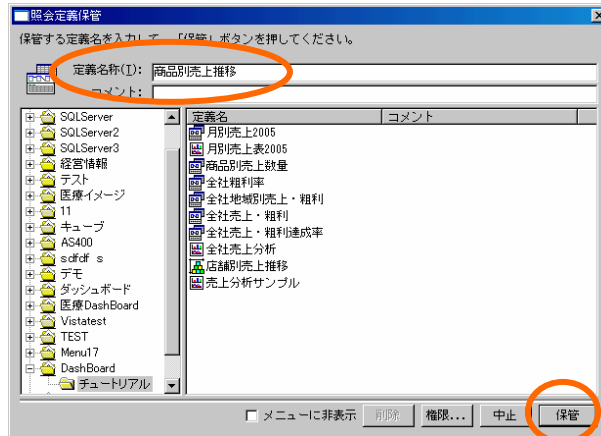 照会定義保管
保管する定義名を入力して、「保管」ボタンを押してください。
定義名称(I): 商品別売上推移
コメント:
SQLServer
SQLServer2
SQLServer3
経営情報
テスト
医療イメージ
11
キューブ
AS400
sdfdf s
デモ
ダッシュボード
医療DashBoard
Vistatest
TEST
Menu17
DashBoard
チュートリアル
定義名 コメント
月別売上2005
月別売上表2005
商品別売上数量
全社粗利率
全社地域別売上・粗利
全社売上・粗利
全社売上・粗利達成率
全社売上分析
店舗別売上推移
売上分析サンプル
メニューに非表示 削除 権限... 中止 保管